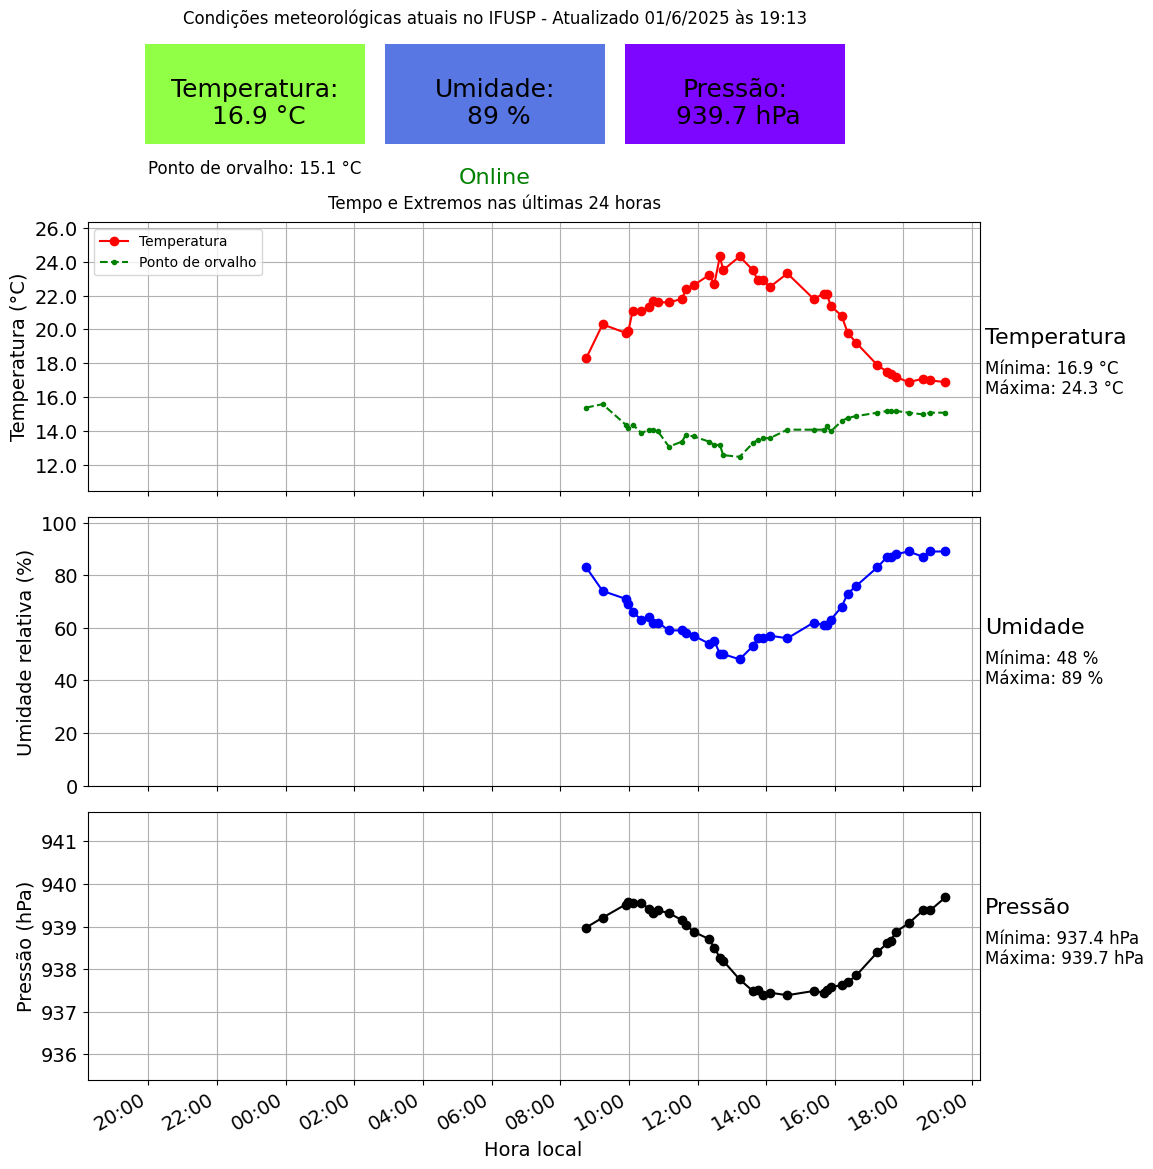 Condições meteorológicas atuais no IFUSP - Atualizado 01/6/2025 às 19:13
Temperatura:
16.9 °C
Umidade:
89 %
Pressão:
939.7 hPa
Ponto de orvalho: 15.1 °C
Online
Tempo e Extremos nas últimas 24 horas
Temperatura (°C)
26.0
24.0
22.0
20.0
18.0
16.0
14.0
12.0
Temperatura
Ponto de orvalho
Temperatura
Mínima: 16.9 °C
Máxima: 24.3 °C
Umidade relativa (%)
100
80
60
40
20
0
Umidade
Mínima: 48 %
Máxima: 89 %
Pressão (hPa)
941
940
939
938
937
936
Pressão
Mínima: 937.4 hPa
Máxima: 939.7 hPa
20:00 22:00 00:00 02:00 04:00 06:00 08:00 10:00 12:00 14:00 16:00 18:00 20:00
Hora local